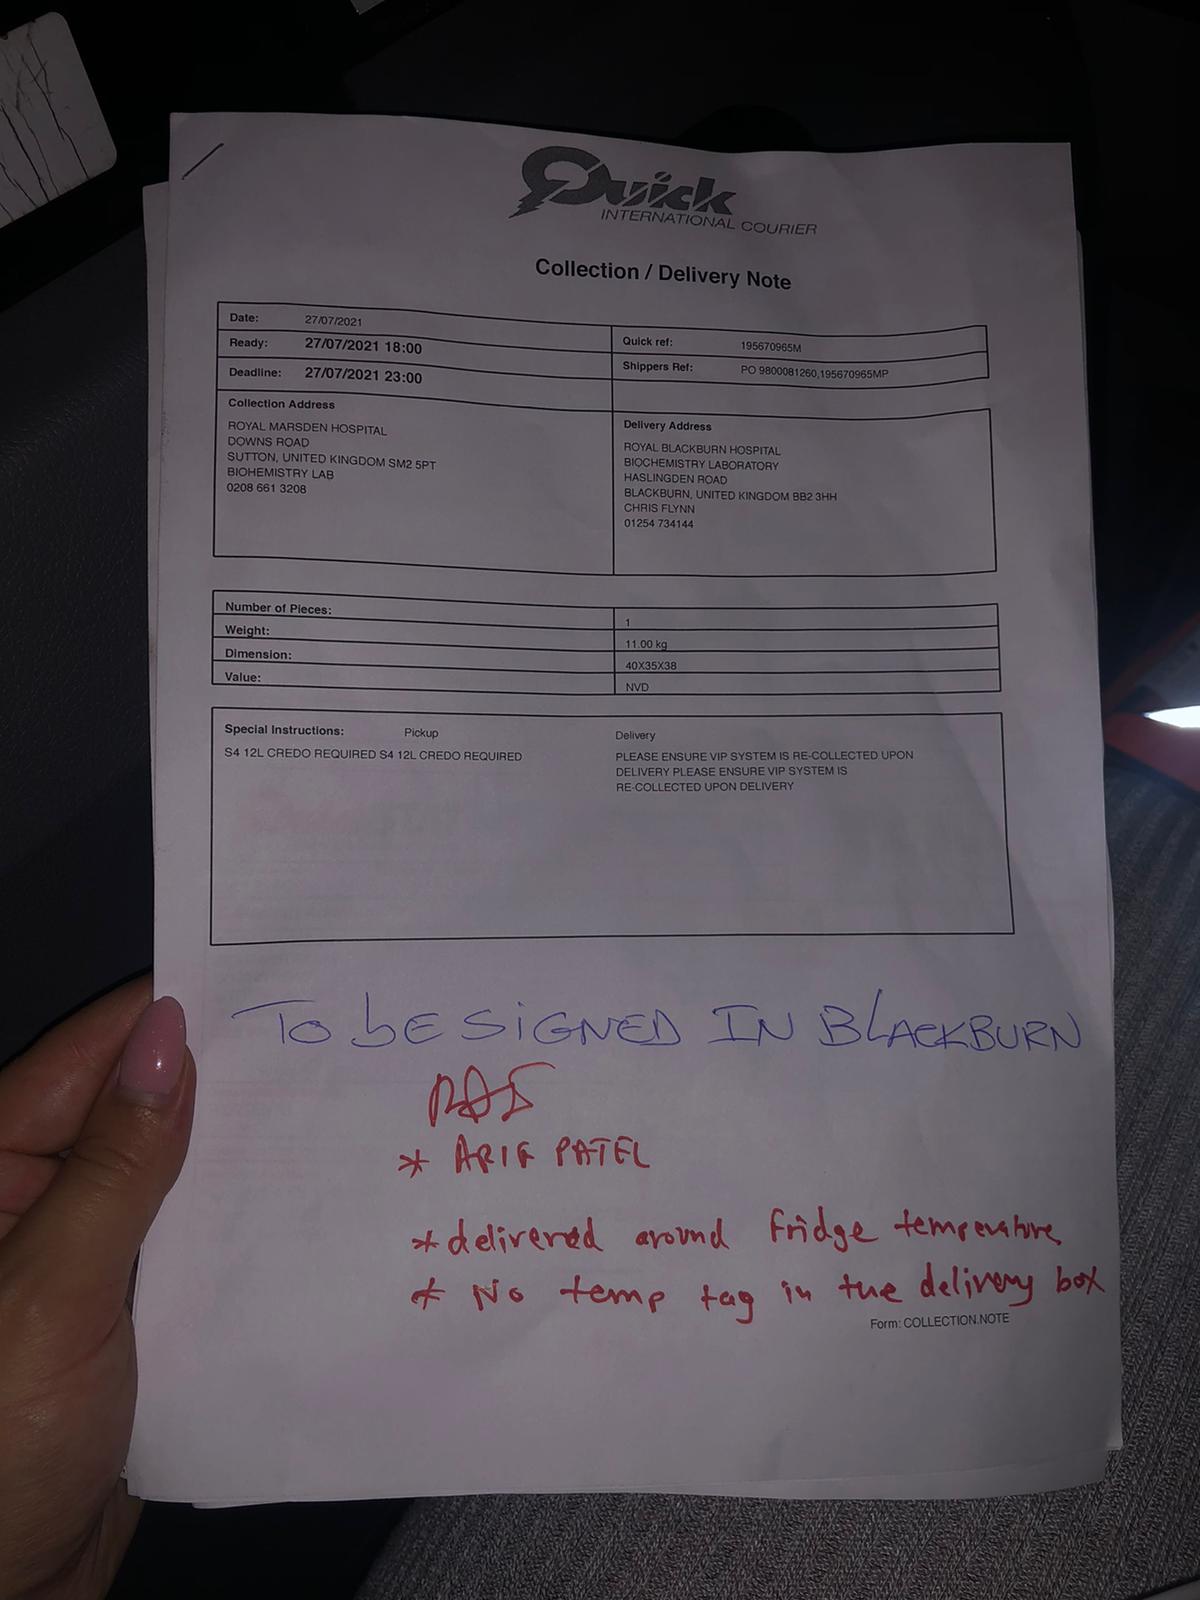 Quick
INTERNATIONAL COURIER
Collection / Delivery Note
Date: 27/07/2021
Ready: 27/07/2021 18:00
Deadline: 27/07/2021 23:00
Quick ref: 195670965M
Shippers Ref: PO 9800081260,195670965MP
Collection Address
ROYAL MARSDEN HOSPITAL
DOWNS ROAD
SUTTON, UNITED KINGDOM SM2 5PT
BIOHEMISTRY LAB
0208 661 3208
Delivery Address
ROYAL BLACKBURN HOSPITAL
BIOCHEMISTRY LABORATORY
HASLINGDEN ROAD
BLACKBURN, UNITED KINGDOM BB2 3HH
CHRIS FLYNN
01254 734144
Number of Pieces: 1
Weight: 11.00 kg
Dimension: 40X35X38
Value: NVD
Special Instructions: Pickup
S4 12L CREDO REQUIRED S4 12L CREDO REQUIRED
Delivery
PLEASE ENSURE VIP SYSTEM IS RE-COLLECTED UPON
DELIVERY PLEASE ENSURE VIP SYSTEM IS
RE-COLLECTED UPON DELIVERY
TO bE SiGNED IN BLACKBURN
* ARIF PATEL
* delivered around fridge temperature
* No temp tag in the delivery box
Form: COLLECTION.NOTE